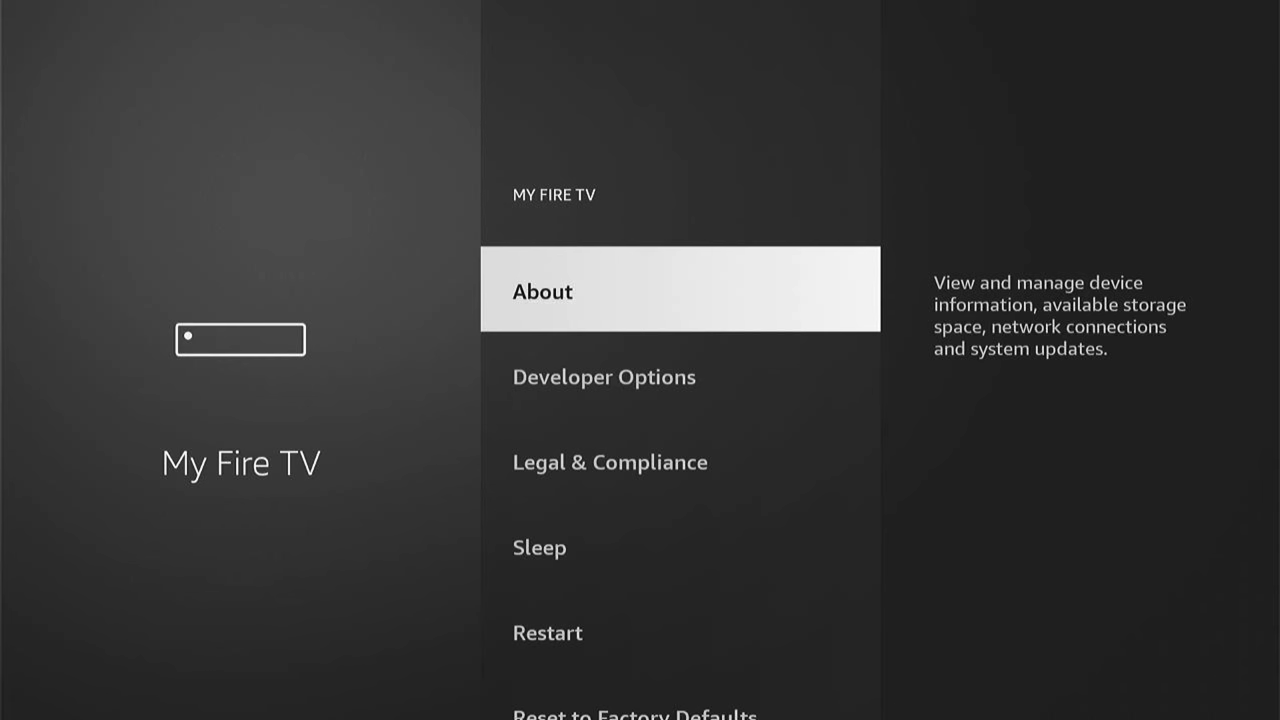 MY FIRE TV
About
Developer Options
Legal & Compliance
Sleep
Restart
Reset to Factory Defaults
My Fire TV
View and manage device
information, available storage
space, network connections
and system updates.